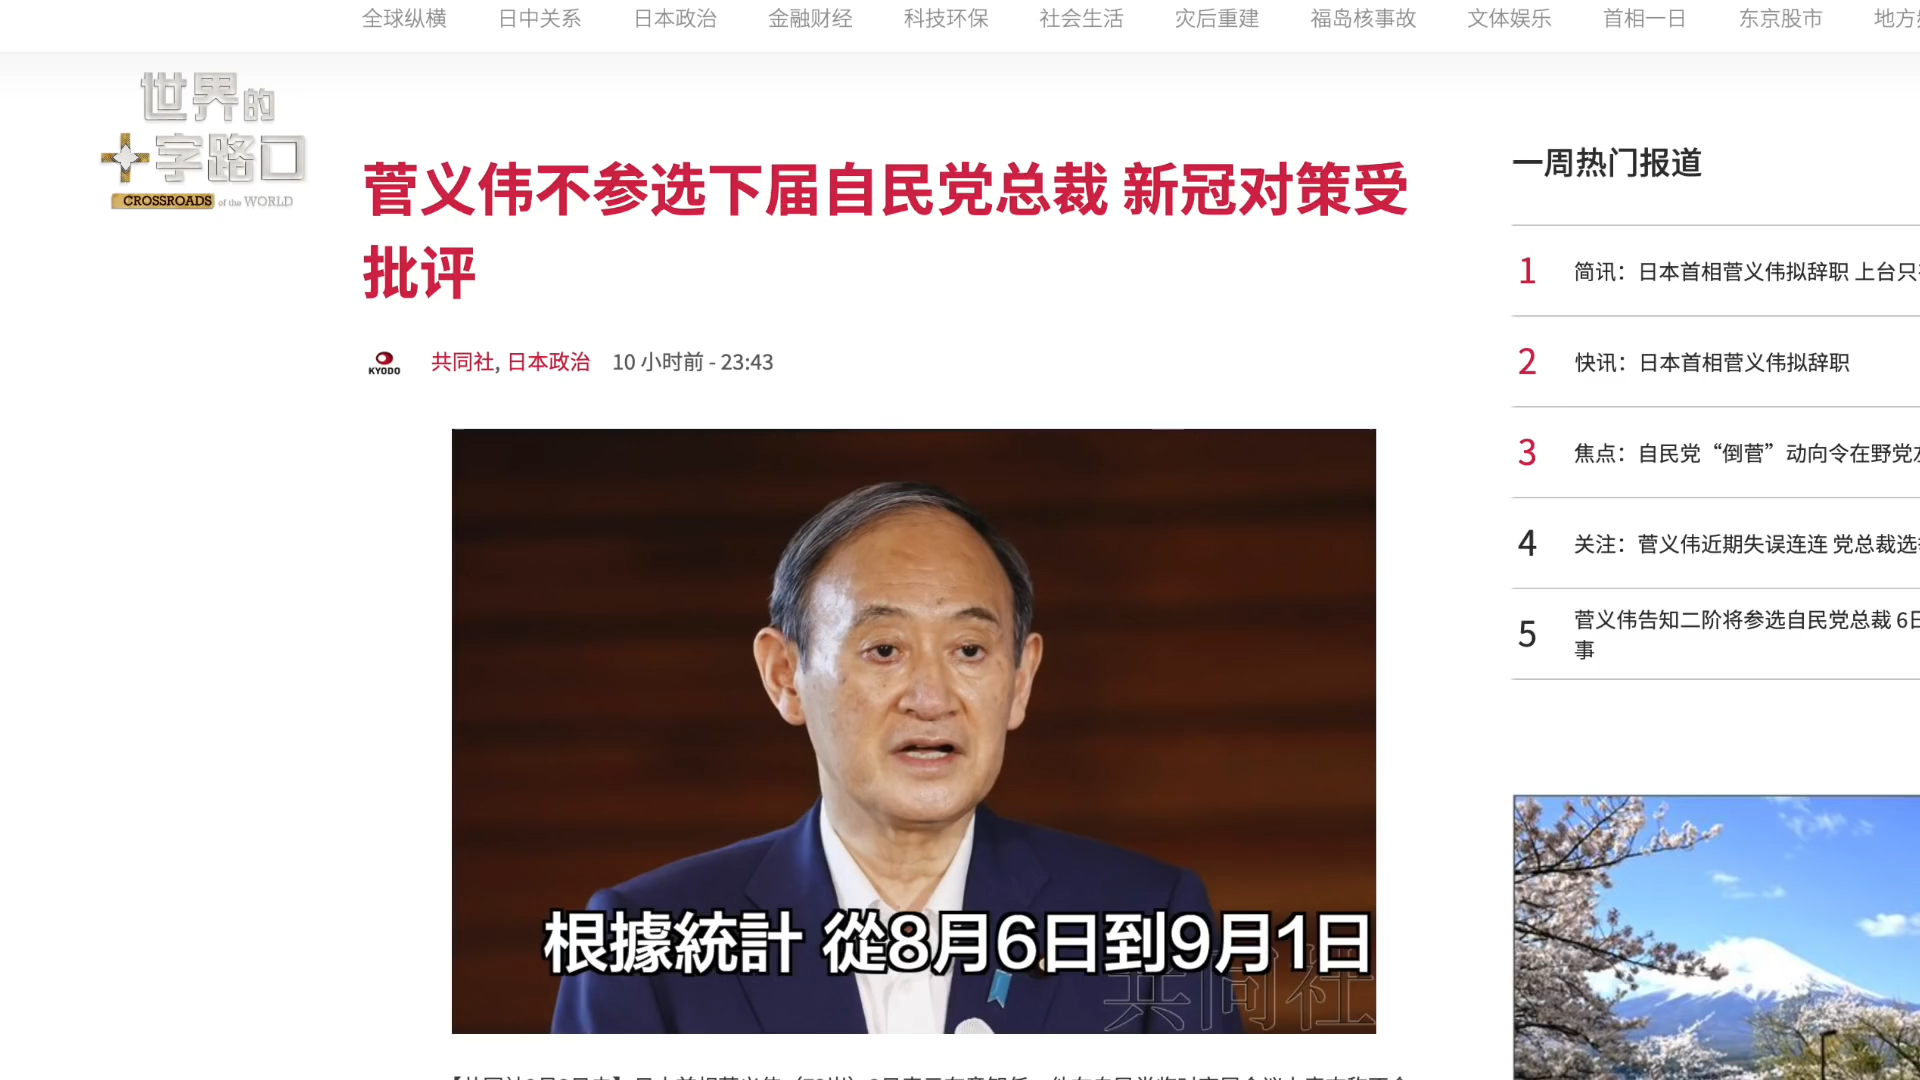 全球纵横 日中关系 日本政治 金融财经 科技环保 社会生活 灾后重建 福岛核事故 文体娱乐 首相一日 东京股市 地方
世界的
十字路口
CROSSROADS of the WORLD
菅义伟不参选下届自民党总裁 新冠对策受
批评
KYODO
共同社, 日本政治 10 小时前 - 23:43
根據統計 從8月6日到9月1日
共同社
一周热门报道
1 简讯：日本首相菅义伟拟辞职 上台只
2 快讯：日本首相菅义伟拟辞职
3 焦点：自民党“倒菅”动向令在野党
4 关注：菅义伟近期失误连连 党总裁选
5 菅义伟告知二阶将参选自民党总裁 6日
事